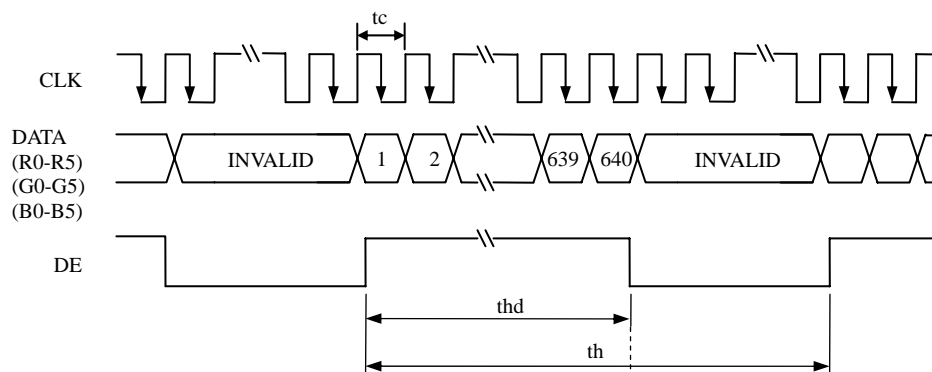 tc
CLK
DATA
(R0-R5)
(G0-G5)
(B0-B5)
INVALID 1 2 639 640 INVALID
DE
thd
th